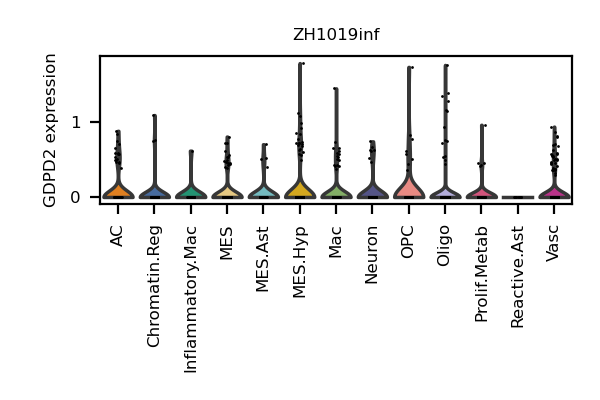 ZH1019inf
GDPD2 expression
1
0
AC
Chromatin.Reg
Inflammatory.Mac
MES
MES.Ast
MES.Hyp
Mac
Neuron
OPC
Oligo
Prolif.Metab
Reactive.Ast
Vasc